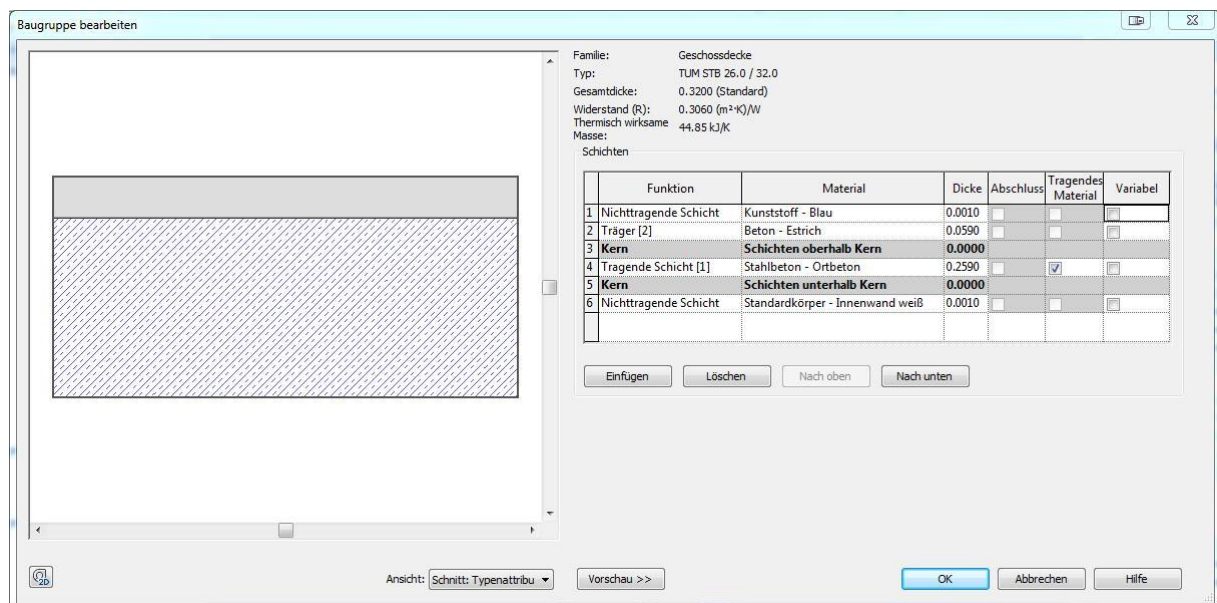 Baugruppe bearbeiten
Familie: Geschossdecke
Typ: TUM STB 26.0 / 32.0
Gesamtdicke: 0.3200 (Standard)
Widerstand (R): 0.3060 (m²·K)/W
Thermisch wirksame Masse: 44.85 kJ/K
Schichten
Funktion Material Dicke Abschluss Tragendes Material Variabel
1 Nichttragende Schicht Kunststoff - Blau 0.0010
2 Träger [2] Beton - Estrich 0.0590
3 Kern Schichten oberhalb Kern 0.0000
4 Tragende Schicht [1] Stahlbeton - Ortbeton 0.2590
5 Kern Schichten unterhalb Kern 0.0000
6 Nichttragende Schicht Standardkörper - Innenwand weiß 0.0010
Einfügen Löschen Nach oben Nach unten
2D Ansicht: Schnitt: Typenattribu Vorschau >> OK Abbrechen Hilfe